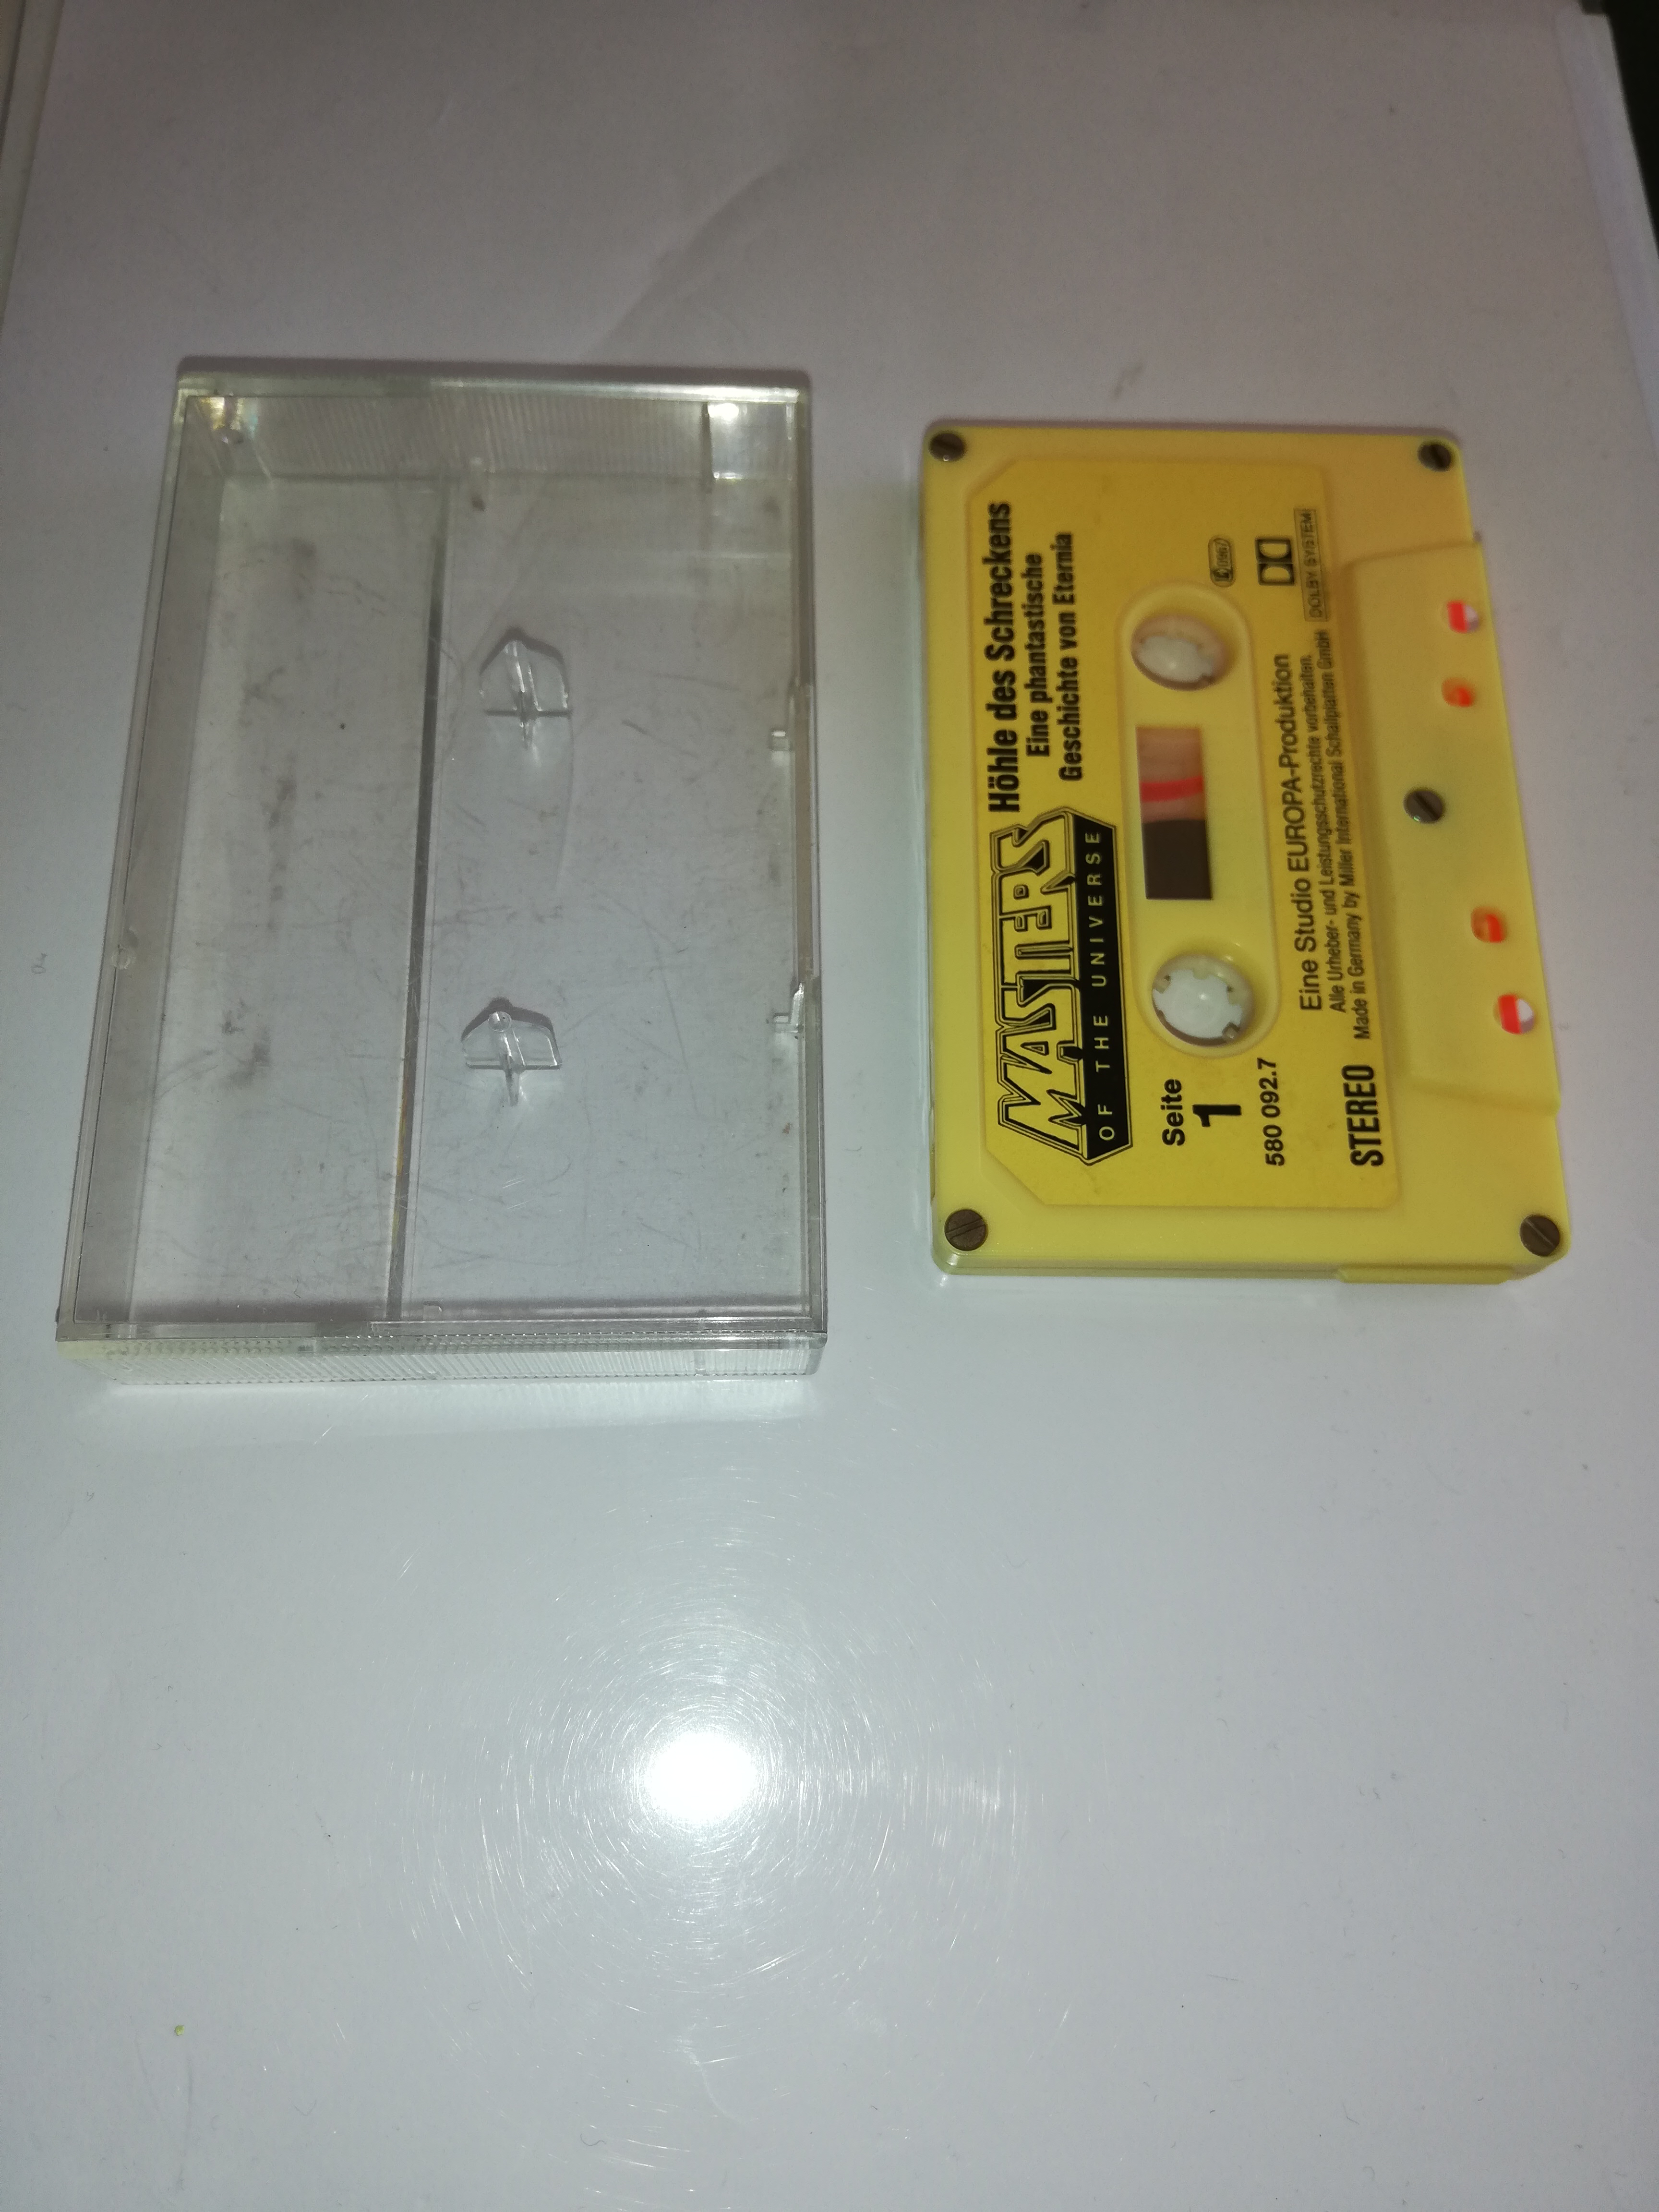 MASTERS
OF THE UNIVERSE
Höhle des Schreckens
Eine phantastische
Geschichte von Eternia
Seite
1
580 092.7
STEREO
Eine Studio EUROPA-Produktion
Alle Urheber- und Leistungsschutzrechte vorbehalten.
Made in Germany by Miller International Schallplatten GmbH
DOLBY SYSTEM